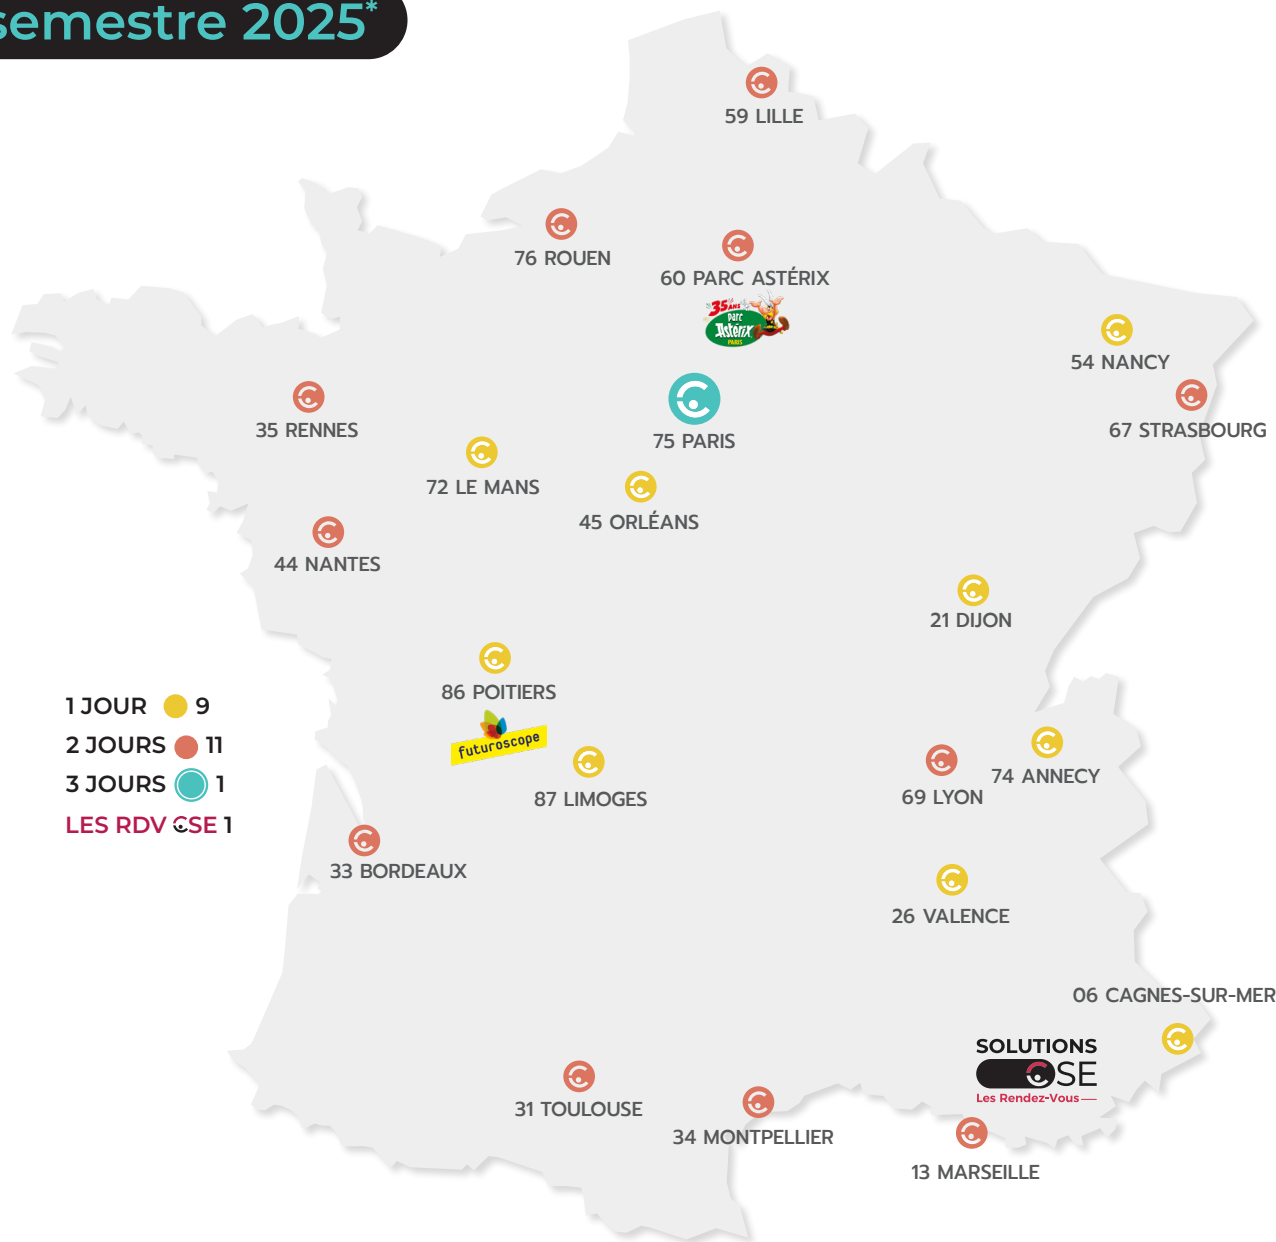 semestre 2025*
59 LILLE
76 ROUEN
60 PARC ASTÉRIX
35 ANS
Parc
Astérix
PARIS
54 NANCY
35 RENNES
67 STRASBOURG
75 PARIS
72 LE MANS
45 ORLÉANS
44 NANTES
21 DIJON
86 POITIERS
futuroscope
1 JOUR 9
2 JOURS 11
3 JOURS 1
LES RDV CSE 1
74 ANNECY
69 LYON
87 LIMOGES
33 BORDEAUX
26 VALENCE
06 CAGNES-SUR-MER
SOLUTIONS
CSE
Les Rendez-Vous
31 TOULOUSE
34 MONTPELLIER
13 MARSEILLE